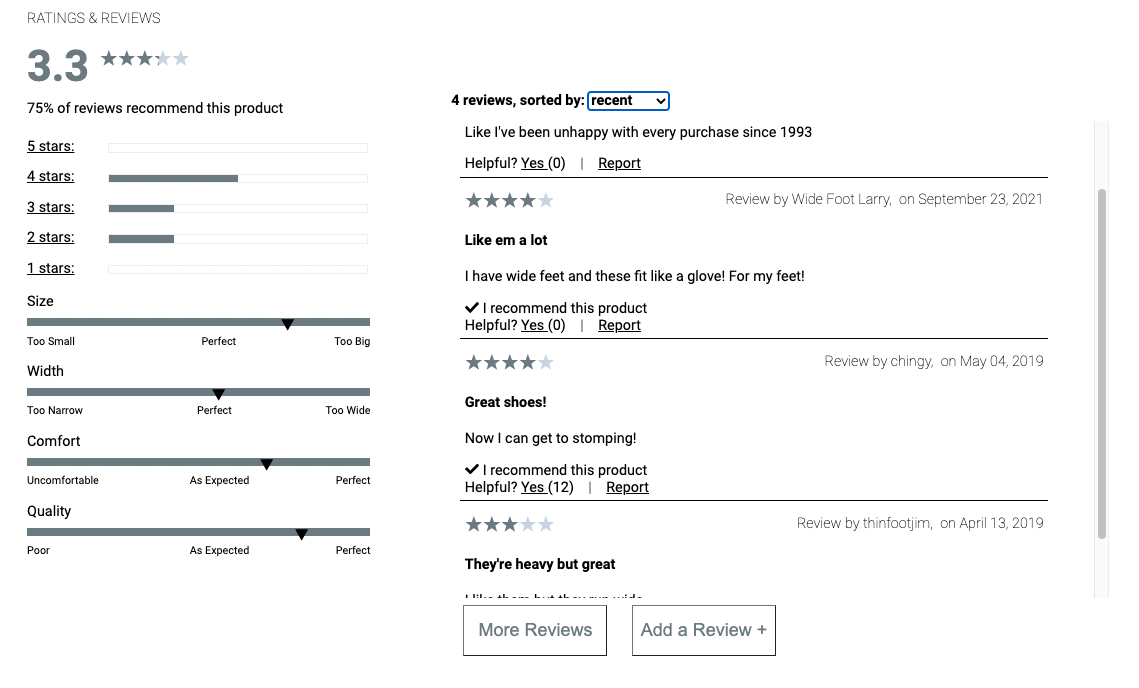 RATINGS & REVIEWS
3.3
75% of reviews recommend this product
5 stars:
4 stars:
3 stars:
2 stars:
1 stars:
Size
Too Small Perfect Too Big
Width
Too Narrow Perfect Too Wide
Comfort
Uncomfortable As Expected Perfect
Quality
Poor As Expected Perfect
4 reviews, sorted by: recent
Like I've been unhappy with every purchase since 1993
Helpful? Yes (0) | Report
Review by Wide Foot Larry, on September 23, 2021
Like em a lot
I have wide feet and these fit like a glove! For my feet!
I recommend this product
Helpful? Yes (0) | Report
Review by chingy, on May 04, 2019
Great shoes!
Now I can get to stomping!
I recommend this product
Helpful? Yes (12) | Report
Review by thinfootjim, on April 13, 2019
They're heavy but great
I like them but they run wide
More Reviews Add a Review +